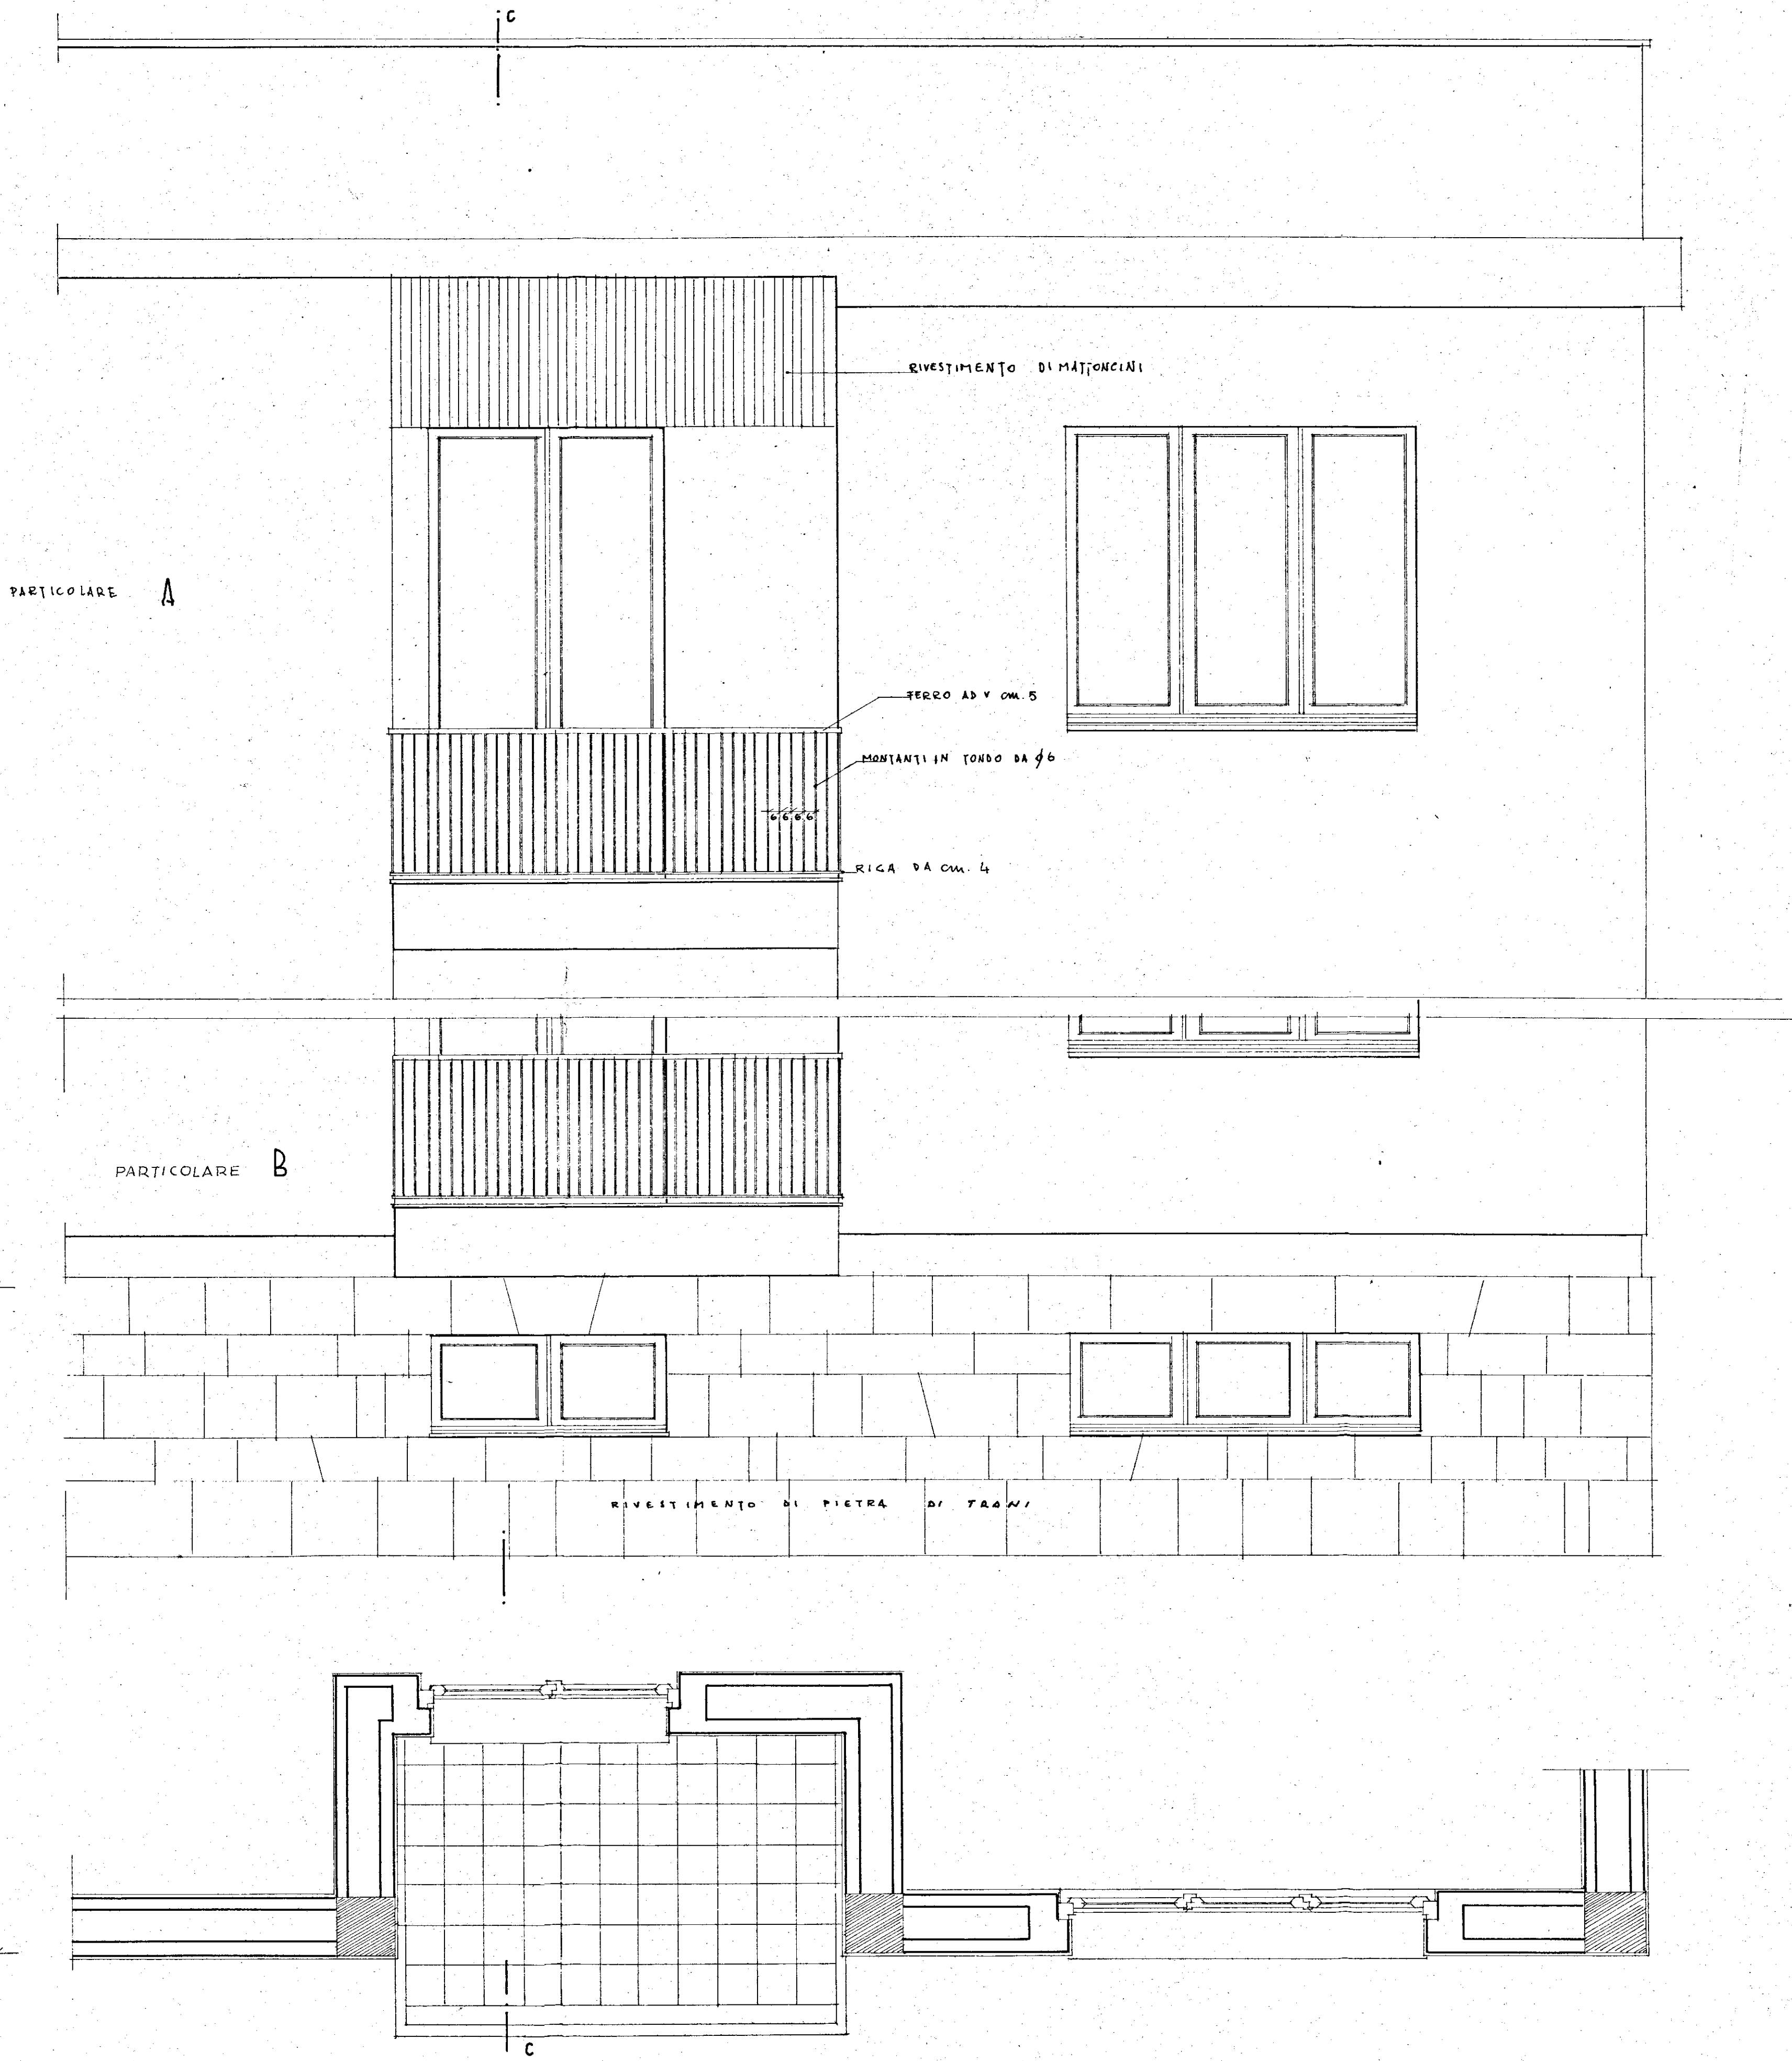 C
RIVESTIMENTO DI MATTONCINI
PARTICOLARE A
FERRO AD V CM. 5
MONTANTI IN TONDO DA Φ6
6 6 6 6
RIGA DA CM. 4
PARTICOLARE B
RIVESTIMENTO DI PIETRA DI TRANI
C